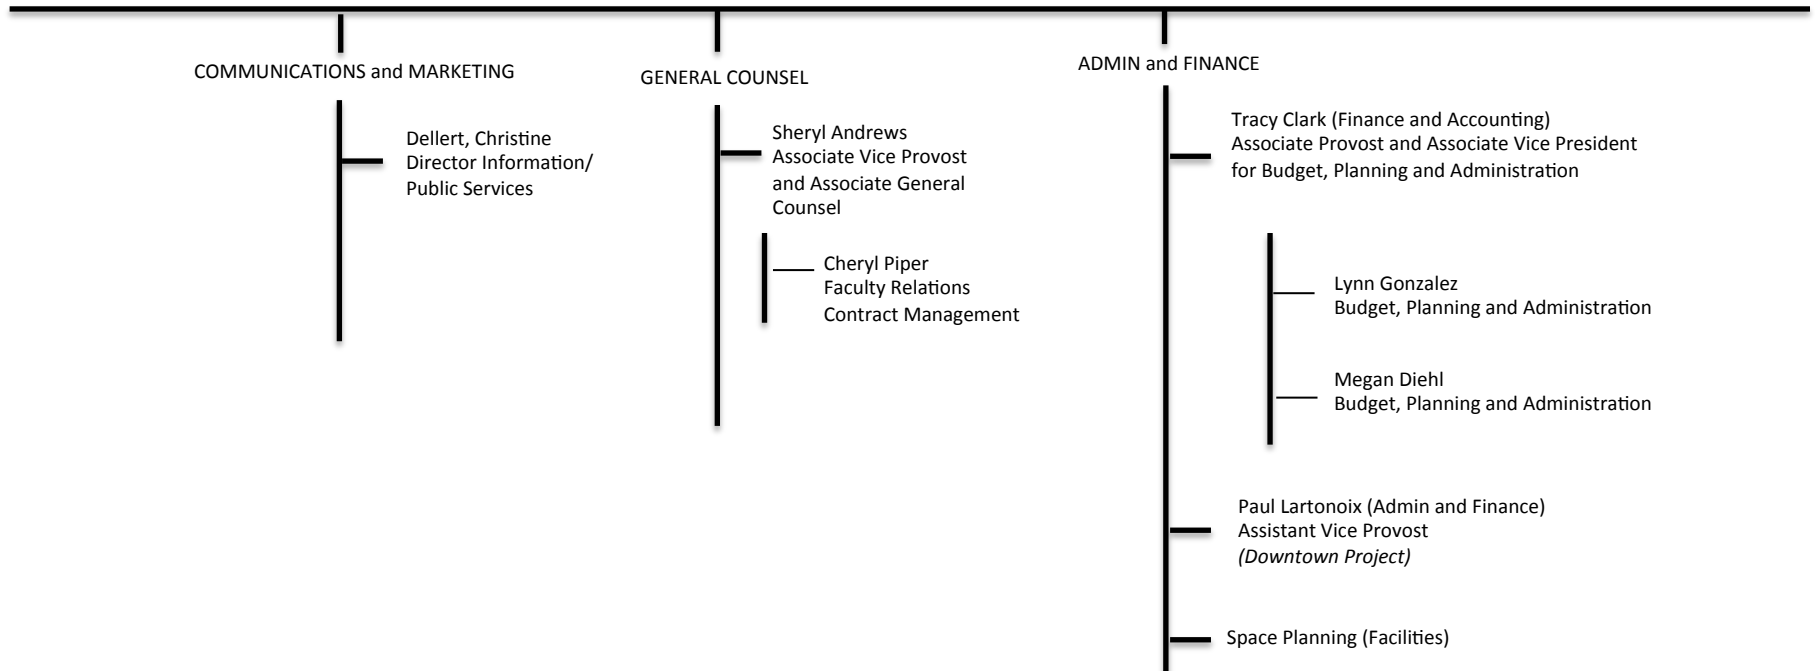 COMMUNICATIONS and MARKETING
Dellert, Christine
Director Information/
Public Services
GENERAL COUNSEL
Sheryl Andrews
Associate Vice Provost
and Associate General
Counsel
Cheryl Piper
Faculty Relations
Contract Management
ADMIN and FINANCE
Tracy Clark (Finance and Accounting)
Associate Provost and Associate Vice President
for Budget, Planning and Administration
Lynn Gonzalez
Budget, Planning and Administration
Megan Diehl
Budget, Planning and Administration
Paul Lartonoix (Admin and Finance)
Assistant Vice Provost
(Downtown Project)
Space Planning (Facilities)